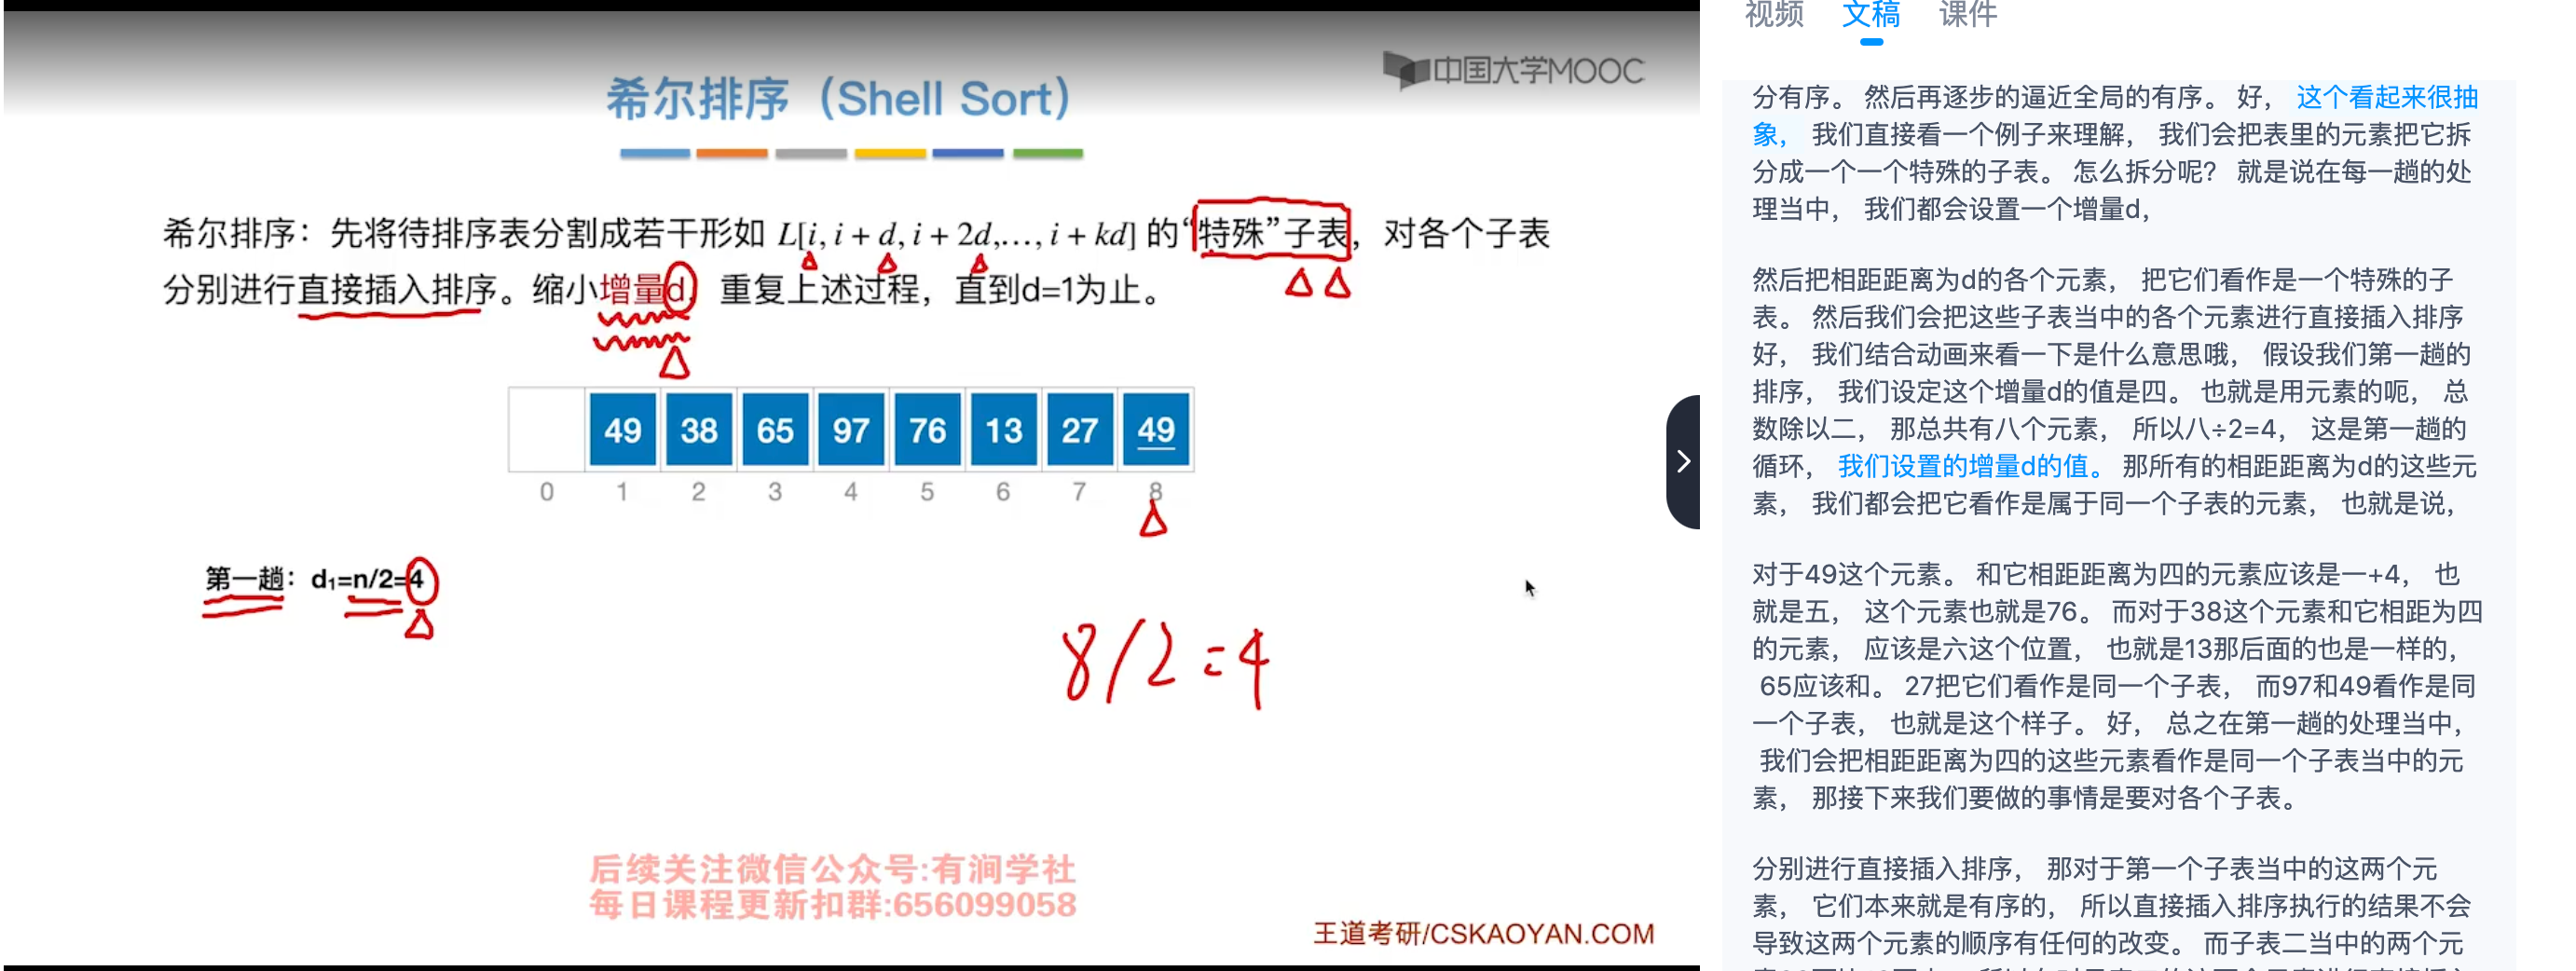 中国大学MOOC
希尔排序（Shell Sort）
希尔排序：先将待排序表分割成若干形如 L[i, i + d, i + 2d,…, i + kd] 的“特殊”子表，对各个子表
分别进行直接插入排序。缩小增量d，重复上述过程，直到d=1为止。
49 38 65 97 76 13 27 49
0 1 2 3 4 5 6 7 8
第一趟：d₁=n/2=4
8/2=4
后续关注微信公众号:有涧学社
每日课程更新扣群:656099058
王道考研/CSKAOYAN.COM
视频 文稿 课件
分有序。 然后再逐步的逼近全局的有序。 好， 这个看起来很抽
象， 我们直接看一个例子来理解， 我们会把表里的元素把它拆
分成一个一个特殊的子表。 怎么拆分呢？ 就是说在每一趟的处
理当中， 我们都会设置一个增量d，
然后把相距距离为d的各个元素， 把它们看作是一个特殊的子
表。 然后我们会把这些子表当中的各个元素进行直接插入排序
好， 我们结合动画来看一下是什么意思哦， 假设我们第一趟的
排序， 我们设定这个增量d的值是四。 也就是用元素的呃， 总
数除以二， 那总共有八个元素， 所以八÷2=4， 这是第一趟的
循环， 我们设置的增量d的值。 那所有的相距距离为d的这些元
素， 我们都会把它看作是属于同一个子表的元素， 也就是说，
对于49这个元素。 和它相距距离为四的元素应该是一+4， 也
就是五， 这个元素也就是76。 而对于38这个元素和它相距为四
的元素， 应该是六这个位置， 也就是13那后面的也是一样的，
65应该和。 27把它们看作是同一个子表， 而97和49看作是同
一个子表， 也就是这个样子。 好， 总之在第一趟的处理当中，
我们会把相距距离为四的这些元素看作是同一个子表当中的元
素， 那接下来我们要做的事情是要对各个子表。
分别进行直接插入排序， 那对于第一个子表当中的这两个元
素， 它们本来就是有序的， 所以直接插入排序执行的结果不会
导致这两个元素的顺序有任何的改变。 而子表二当中的两个元